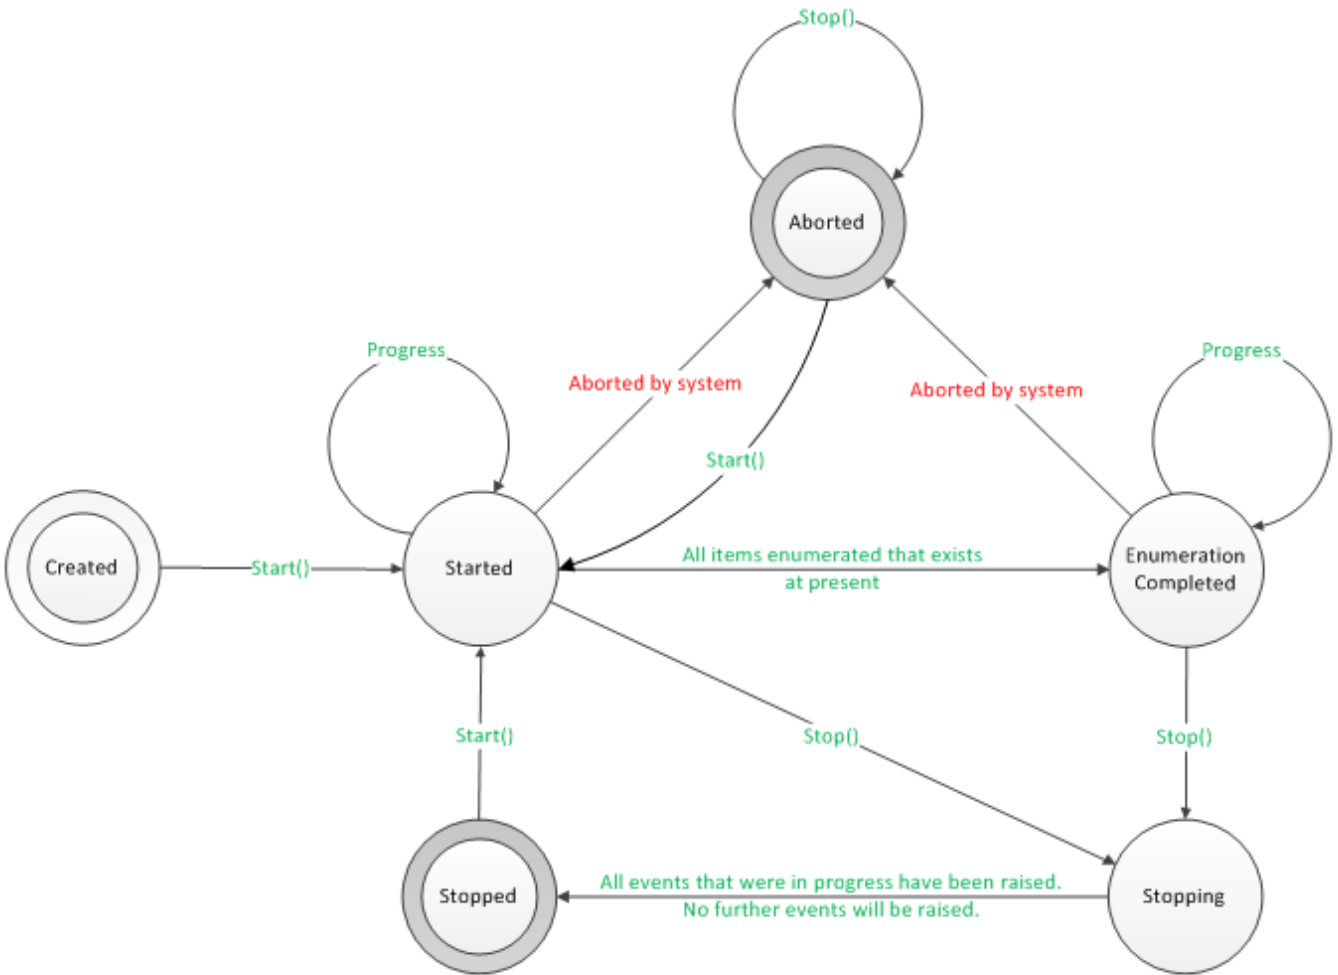 Stop()
Aborted
Progress
Progress
Aborted by system
Aborted by system
Start()
Created
Start()
Started
All items enumerated that exists
at present
Enumeration
Completed
Start()
Stop()
Stop()
Stopped
All events that were in progress have been raised.
No further events will be raised.
Stopping